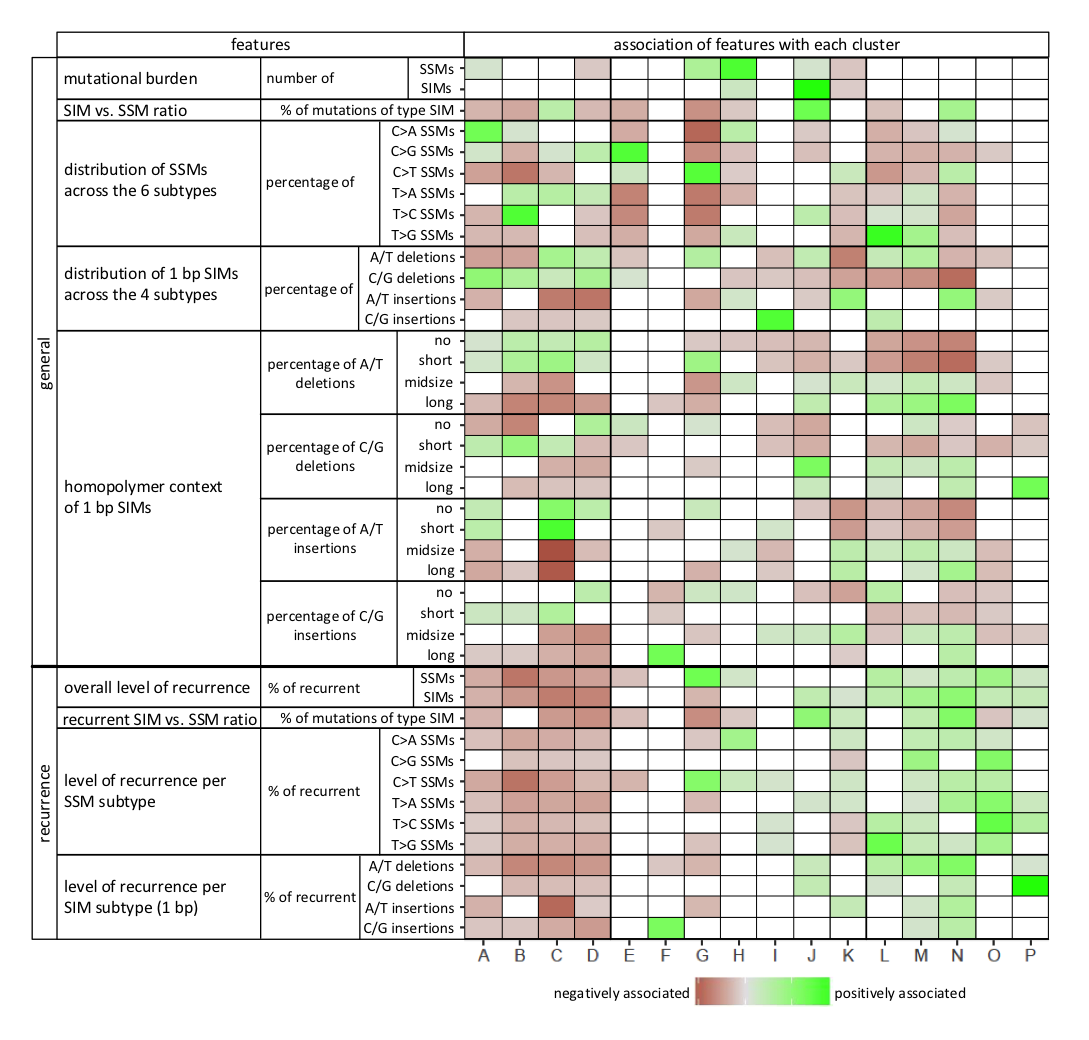 features
association of features with each cluster
general
mutational burden
number of
SSMs
SIMs
SIM vs. SSM ratio
% of mutations of type SIM
distribution of SSMs
across the 6 subtypes
percentage of
C>A SSMs
C>G SSMs
C>T SSMs
T>A SSMs
T>C SSMs
T>G SSMs
distribution of 1 bp SIMs
across the 4 subtypes
percentage of
A/T deletions
C/G deletions
A/T insertions
C/G insertions
homopolymer context
of 1 bp SIMs
percentage of A/T
deletions
no
short
midsize
long
percentage of C/G
deletions
no
short
midsize
long
percentage of A/T
insertions
no
short
midsize
long
percentage of C/G
insertions
no
short
midsize
long
recurrence
overall level of recurrence
% of recurrent
SSMs
SIMs
recurrent SIM vs. SSM ratio
% of mutations of type SIM
level of recurrence per
SSM subtype
% of recurrent
C>A SSMs
C>G SSMs
C>T SSMs
T>A SSMs
T>C SSMs
T>G SSMs
level of recurrence per
SIM subtype (1 bp)
% of recurrent
A/T deletions
C/G deletions
A/T insertions
C/G insertions
A B C D E F G H I J K L M N O P
negatively associated
positively associated